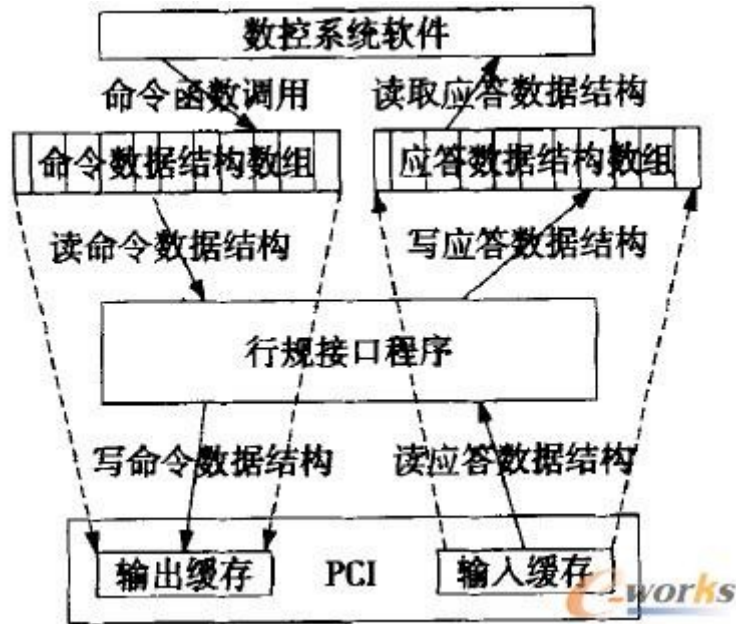 数控系统软件
命令函数调用
读取应答数据结构
命令数据结构数组
应答数据结构数组
读命令数据结构
写应答数据结构
行规接口程序
写命令数据结构
读应答数据结构
输出缓存
PCI
输入缓存
e-works